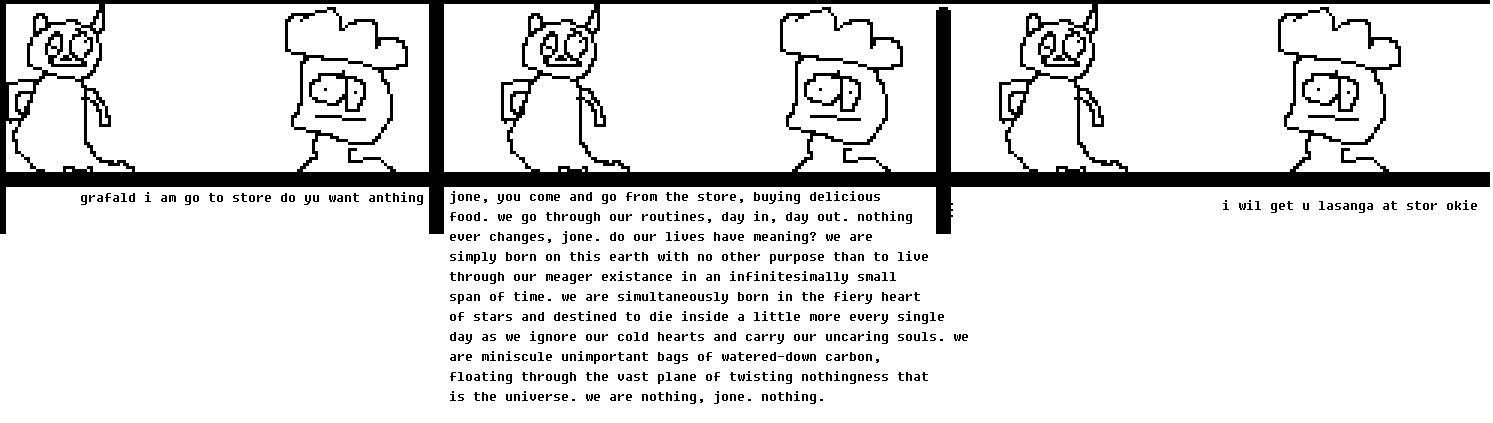 grafald i am go to store do yu want anthing
jone, you come and go from the store, buying delicious
food. we go through our routines, day in, day out. nothing
ever changes, jone. do our lives have meaning? we are
simply born on this earth with no other purpose than to live
through our meager existance in an infinitesimally small
span of time. we are simultaneously born in the fiery heart
of stars and destined to die inside a little more every single
day as we ignore our cold hearts and carry our uncaring souls. we
are miniscule unimportant bags of watered-down carbon,
floating through the vast plane of twisting nothingness that
is the universe. we are nothing, jone. nothing.
i wil get u lasanga at stor okie